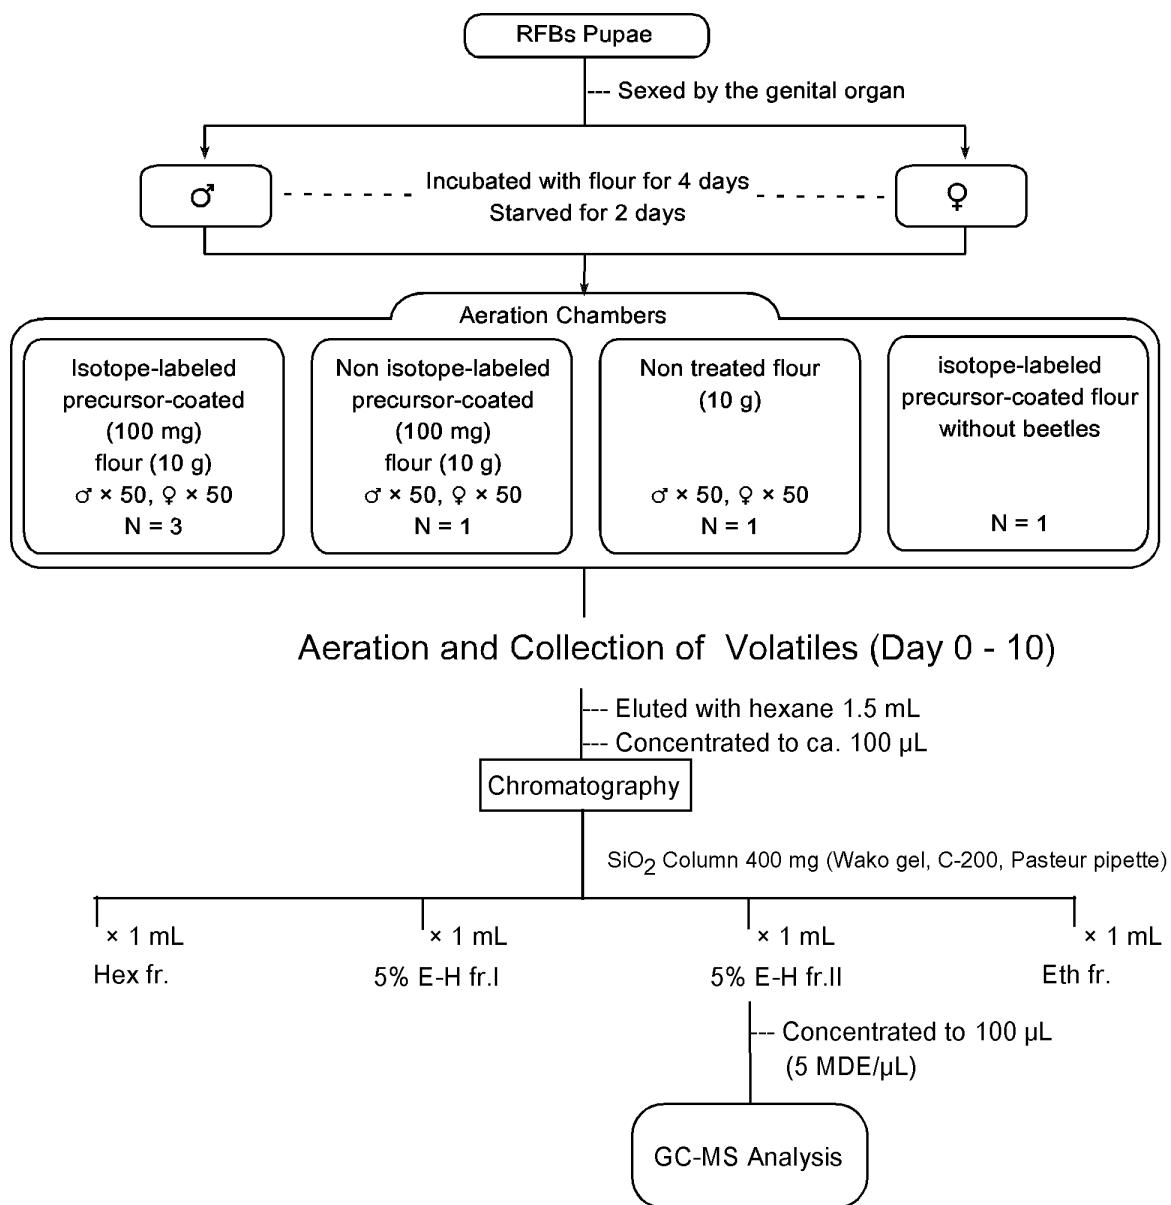 RFBs Pupae
--- Sexed by the genital organ
♂
Incubated with flour for 4 days
Starved for 2 days
♀
Aeration Chambers
Isotope-labeled
precursor-coated
(100 mg)
flour (10 g)
♂ × 50, ♀ × 50
N = 3
Non isotope-labeled
precursor-coated
(100 mg)
flour (10 g)
♂ × 50, ♀ × 50
N = 1
Non treated flour
(10 g)
♂ × 50, ♀ × 50
N = 1
isotope-labeled
precursor-coated flour
without beetles
N = 1
Aeration and Collection of Volatiles (Day 0 - 10)
--- Eluted with hexane 1.5 mL
--- Concentrated to ca. 100 µL
Chromatography
SiO₂ Column 400 mg (Wako gel, C-200, Pasteur pipette)
× 1 mL
Hex fr.
× 1 mL
5% E-H fr.I
× 1 mL
5% E-H fr.II
× 1 mL
Eth fr.
--- Concentrated to 100 µL
(5 MDE/µL)
GC-MS Analysis